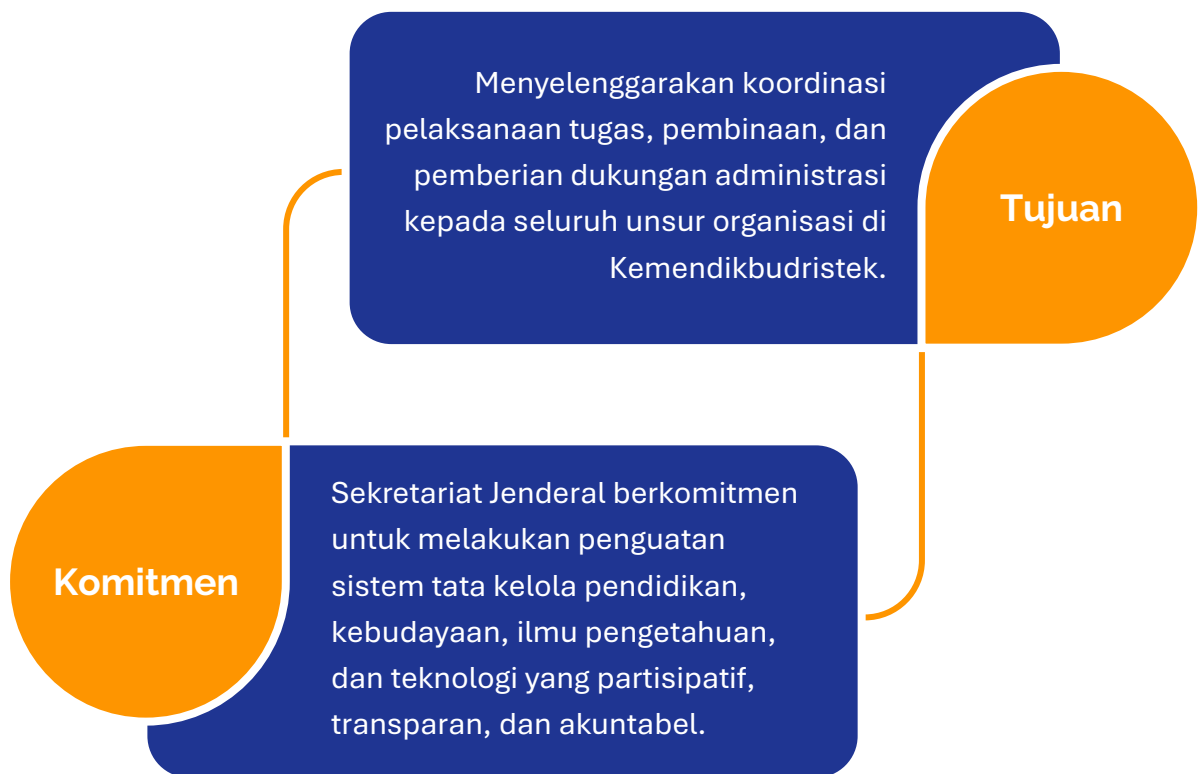 Menyelenggarakan koordinasi
pelaksanaan tugas, pembinaan, dan
pemberian dukungan administrasi
kepada seluruh unsur organisasi di
Kemendikbudristek.
Tujuan
Komitmen
Sekretariat Jenderal berkomitmen
untuk melakukan penguatan
sistem tata kelola pendidikan,
kebudayaan, ilmu pengetahuan,
dan teknologi yang partisipatif,
transparan, dan akuntabel.